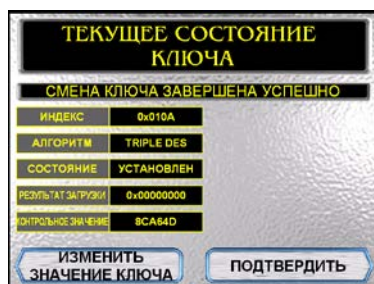 ТЕКУЩЕЕ СОСТОЯНИЕ
КЛЮЧА
СМЕНА КЛЮЧА ЗАВЕРШЕНА УСПЕШНО
ИНДЕКС 0x010A
АЛГОРИТМ TRIPLE DES
СОСТОЯНИЕ УСТАНОВЛЕН
РЕЗУЛЬТАТ ЗАГРУЗКИ 0x00000000
КОНТРОЛЬНОЕ ЗНАЧЕНИЕ 8CA64D
ИЗМЕНИТЬ
ЗНАЧЕНИЕ КЛЮЧА
ПОДТВЕРДИТЬ